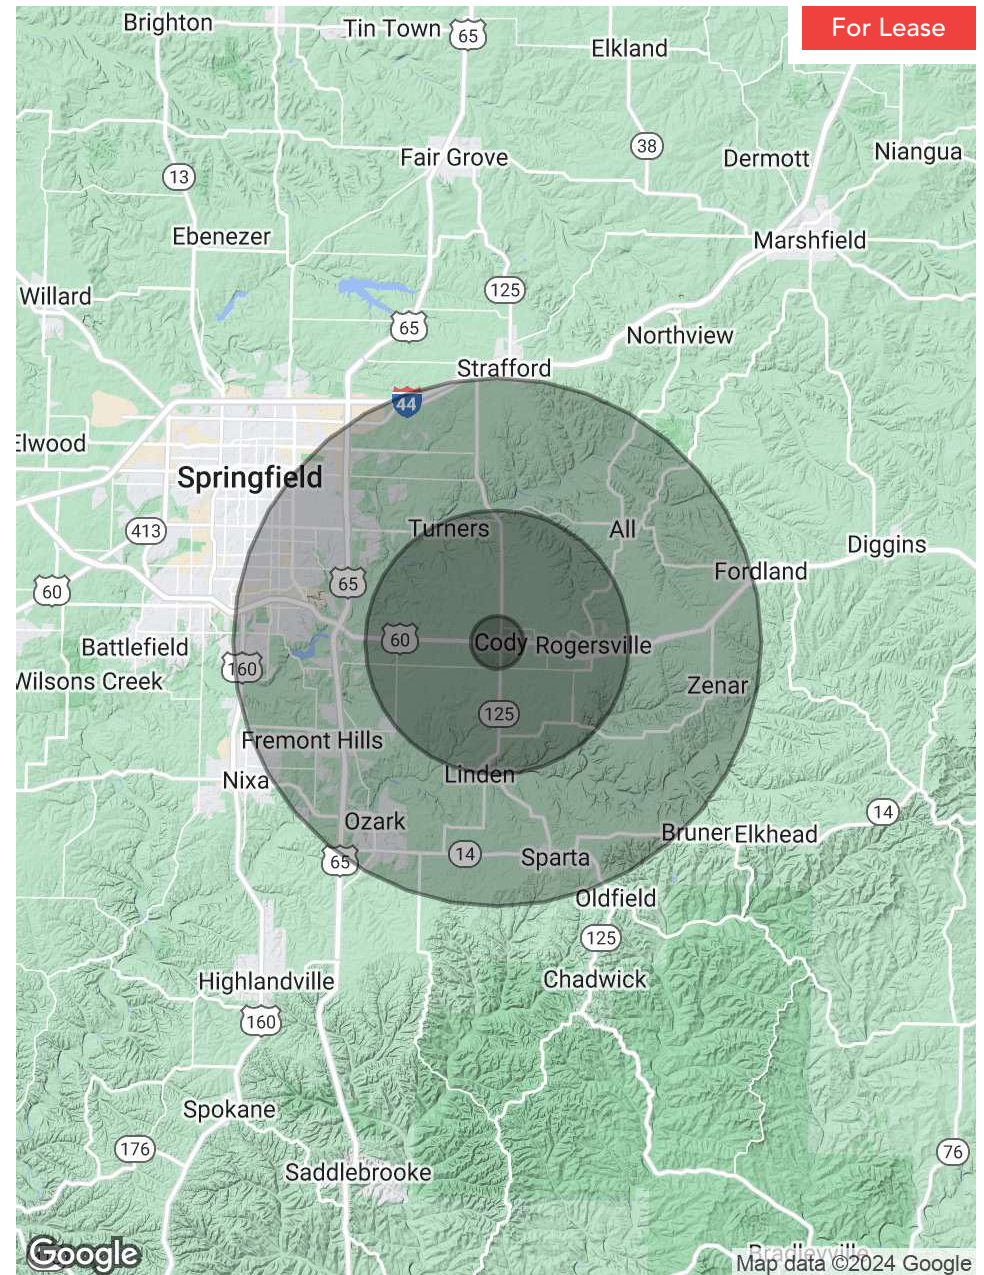 For Lease
Brighton
Tin Town
65
Elkland
38
Fair Grove
Dermott
Niangua
13
Ebenezer
Marshfield
Willard
125
65
Northview
Strafford
44
Elwood
Springfield
413
Turners
All
Diggins
60
65
Fordland
Battlefield
60
Cody
Rogersville
160
Wilsons Creek
Zenar
125
Fremont Hills
Nixa
Linden
Ozark
14
65
14
Sparta
Bruner
Elkhead
Oldfield
125
Highlandville
Chadwick
160
Spokane
176
Saddlebrooke
76
Bradleyville
Google
Map data ©2024 Google